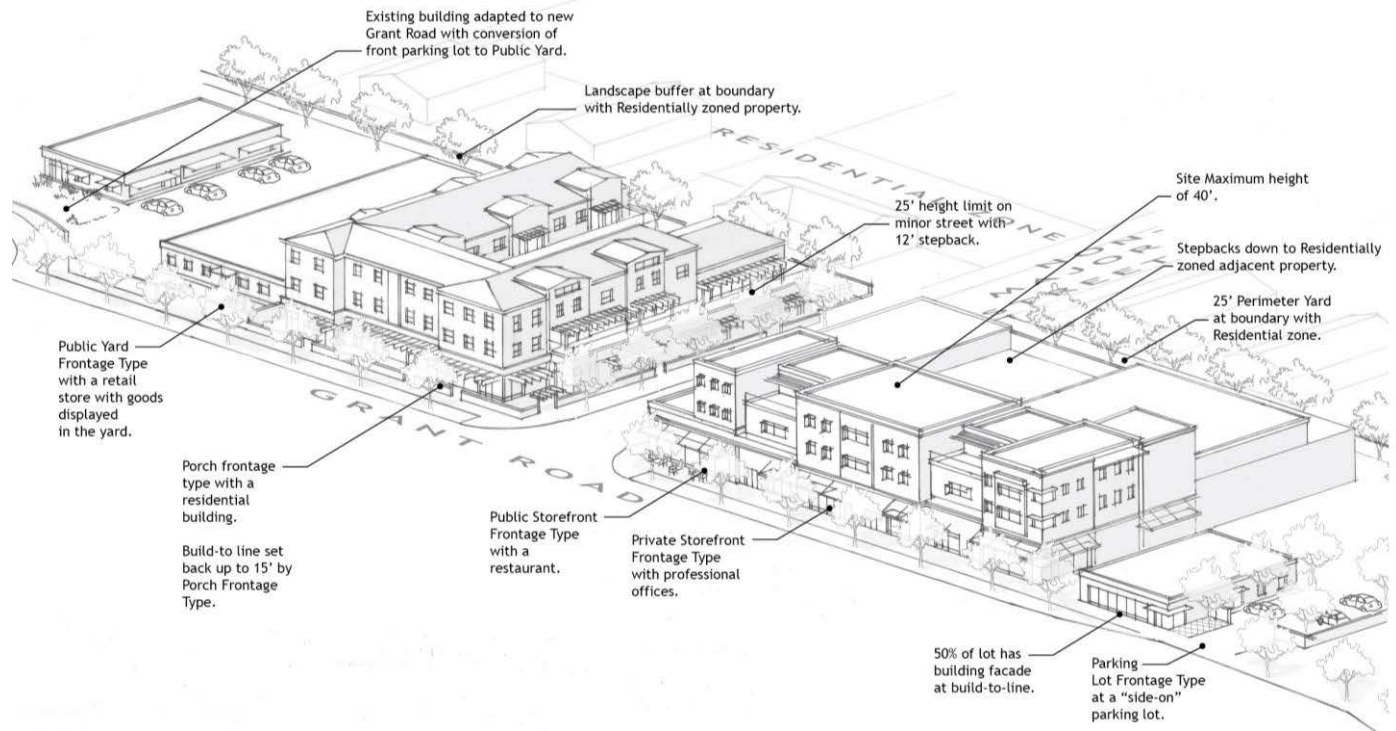 Existing building adapted to new
Grant Road with conversion of
front parking lot to Public Yard.
Landscape buffer at boundary
with Residentially zoned property.
RESIDENTIAL ZONE
25' height limit on
minor street with
12' stepback.
Site Maximum height
of 40'.
Stepbacks down to Residentially
zoned adjacent property.
25' Perimeter Yard
at boundary with
Residential zone.
Public Yard
Frontage Type
with a retail
store with goods
displayed
in the yard.
GRANT ROAD
Porch frontage
type with a
residential
building.
Build-to line set
back up to 15' by
Porch Frontage
Type.
Public Storefront
Frontage Type
with a
restaurant.
Private Storefront
Frontage Type
with professional
offices.
50% of lot has
building facade
at build-to-line.
Parking
Lot Frontage Type
at a “side-on”
parking lot.